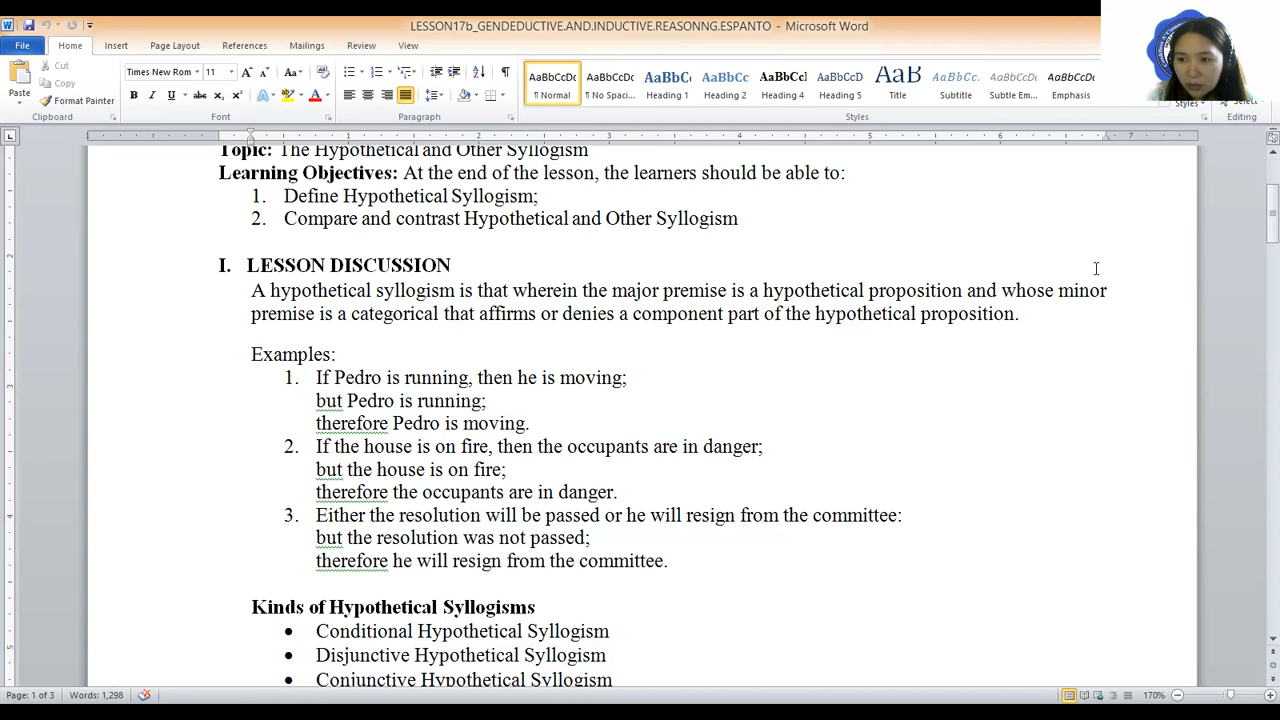 LESSON17b_GENDEDUCTIVE.AND.INDUCTIVE.REASONNG.ESPANTO - Microsoft Word
File Home Insert Page Layout References Mailings Review View
Cut
Copy
Format Painter
Paste
Clipboard
Times New Rom 11
Font
Paragraph
AaBbCcDc AaBbCcDc AaBbC AaBbCc AaBbCcI AaBbCcD AaB AaBbCcD AaBbCcD AaBbCcD
¶ Normal ¶ No Spaci... Heading 1 Heading 2 Heading 4 Heading 5 Title Subtitle Subtle Em... Emphasis
Styles
Editing
Topic: The Hypothetical and Other Syllogism
Learning Objectives: At the end of the lesson, the learners should be able to:
1. Define Hypothetical Syllogism;
2. Compare and contrast Hypothetical and Other Syllogism
I. LESSON DISCUSSION
A hypothetical syllogism is that wherein the major premise is a hypothetical proposition and whose minor
premise is a categorical that affirms or denies a component part of the hypothetical proposition.
Examples:
1. If Pedro is running, then he is moving;
but Pedro is running;
therefore Pedro is moving.
2. If the house is on fire, then the occupants are in danger;
but the house is on fire;
therefore the occupants are in danger.
3. Either the resolution will be passed or he will resign from the committee:
but the resolution was not passed;
therefore he will resign from the committee.
Kinds of Hypothetical Syllogisms
• Conditional Hypothetical Syllogism
• Disjunctive Hypothetical Syllogism
• Conjunctive Hypothetical Syllogism
Page: 1 of 3 Words: 1,298 170%